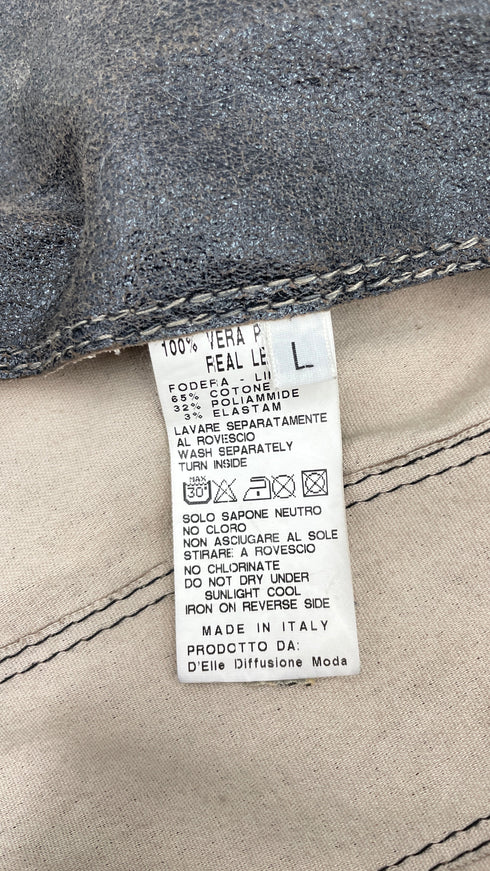 100% VERA
REAL
L
FODERA
65% COTONE
32% POLIAMMIDE
3% ELASTAM
LAVARE SEPARATAMENTE
AL ROVESCIO
WASH SEPARATELY
TURN INSIDE
MAX
30°
SOLO SAPONE NEUTRO
NO CLORO
NON ASCIUGARE AL SOLE
STIRARE A ROVESCIO
NO CHLORINATE
DO NOT DRY UNDER
SUNLIGHT COOL
IRON ON REVERSE SIDE
MADE IN ITALY
PRODOTTO DA:
D'Elle Diffusione Moda